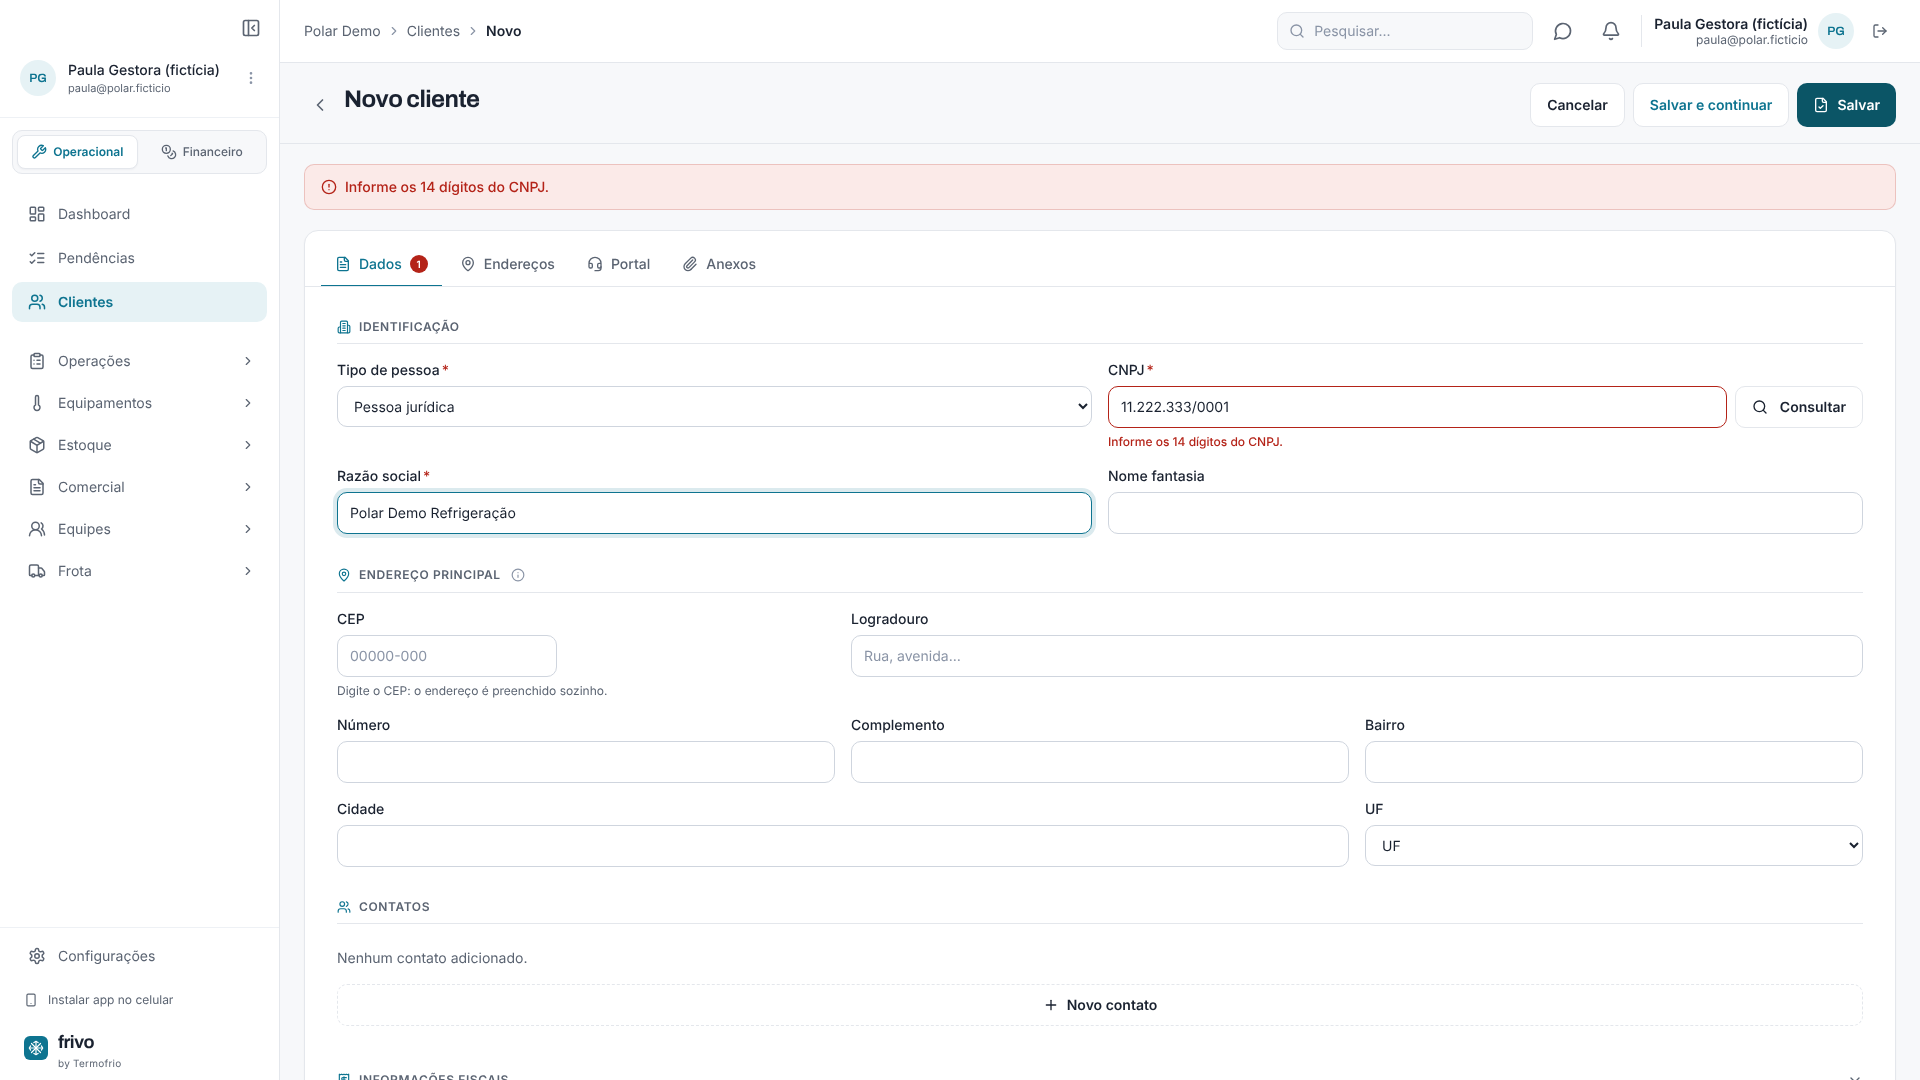 Polar Demo
Clientes
Novo
Pesquisar...
Paula Gestora (fictícia)
paula@polar.ficticio
PG
PG
Paula Gestora (fictícia)
paula@polar.ficticio
Operacional
Financeiro
Dashboard
Pendências
Clientes
Operações
Equipamentos
Estoque
Comercial
Equipes
Frota
Configurações
Instalar app no celular
frivo
by Termofrio
Novo cliente
Cancelar
Salvar e continuar
Salvar
Informe os 14 dígitos do CNPJ.
Dados 1
Endereços
Portal
Anexos
IDENTIFICAÇÃO
Tipo de pessoa*
Pessoa jurídica
CNPJ*
11.222.333/0001
Consultar
Informe os 14 dígitos do CNPJ.
Razão social*
Polar Demo Refrigeração
Nome fantasia
ENDEREÇO PRINCIPAL
CEP
00000-000
Digite o CEP: o endereço é preenchido sozinho.
Logradouro
Rua, avenida...
Número
Complemento
Bairro
Cidade
UF
UF
CONTATOS
Nenhum contato adicionado.
Novo contato
INFORMAÇÕES FISCAIS